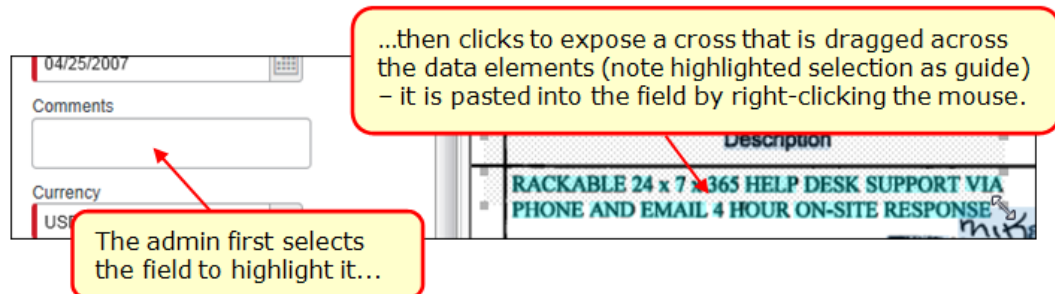 ...then clicks to expose a cross that is dragged across
the data elements (note highlighted selection as guide)
– it is pasted into the field by right-clicking the mouse.
04/25/2007
Comments
Currency
US
Description
RACKABLE 24 x 7 x 365 HELP DESK SUPPORT VIA
PHONE AND EMAIL 4 HOUR ON-SITE RESPONSE
The admin first selects
the field to highlight it...